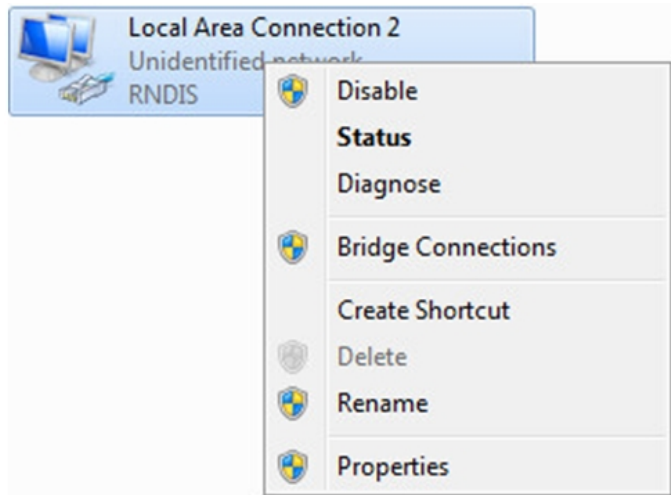 Local Area Connection 2
Unidentified network
RNDIS
Disable
Status
Diagnose
Bridge Connections
Create Shortcut
Delete
Rename
Properties